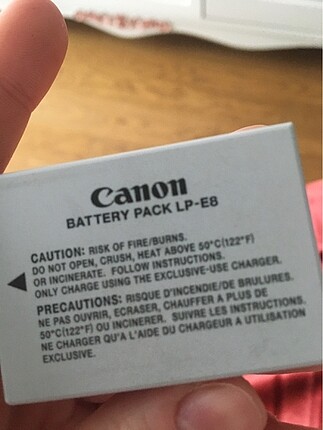 Canon
BATTERY PACK LP-E8
CAUTION: RISK OF FIRE/BURNS.
DO NOT OPEN, CRUSH, HEAT ABOVE 50°C(122°F)
OR INCINERATE. FOLLOW INSTRUCTIONS.
ONLY CHARGE USING THE EXCLUSIVE-USE CHARGER.
PRECAUTIONS: RISQUE D'INCENDIE/DE BRULURES.
NE PAS OUVRIR, ECRASER, CHAUFFER A PLUS DE
50°C(122°F) OU INCINERER. SUIVRE LES INSTRUCTIONS.
NE CHARGER QU'A L'AIDE DU CHARGEUR A UTILISATION
EXCLUSIVE.